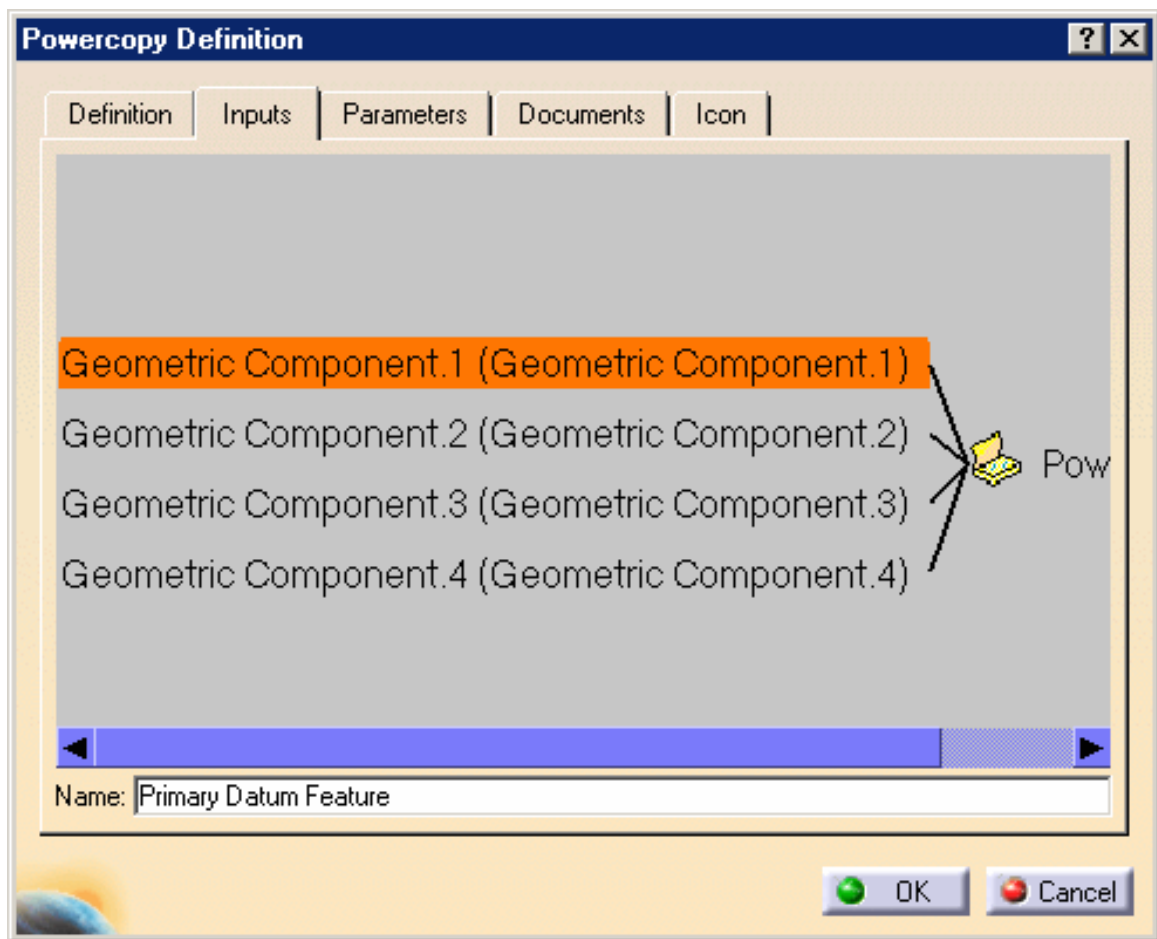 Powercopy Definition
Definition Inputs Parameters Documents Icon
Geometric Component.1 (Geometric Component.1)
Geometric Component.2 (Geometric Component.2)
Pow
Geometric Component.3 (Geometric Component.3)
Geometric Component.4 (Geometric Component.4)
Name: Primary Datum Feature
OK Cancel